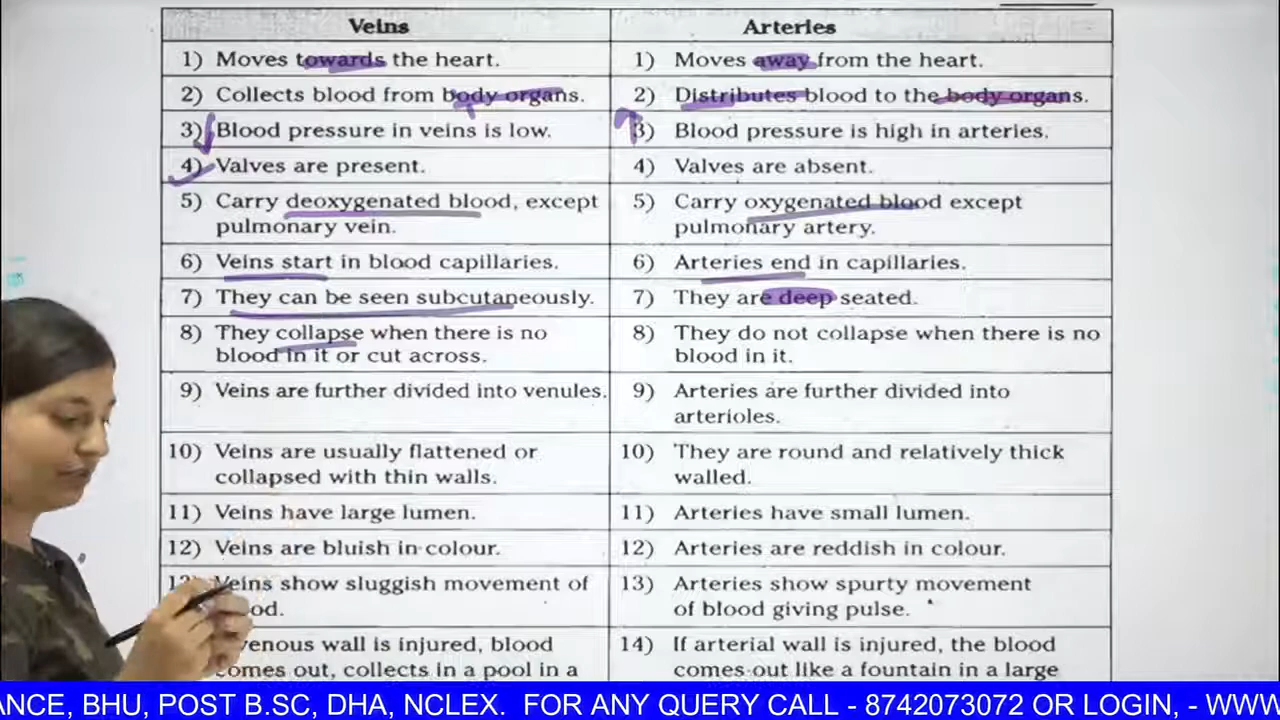 Veins
Arteries
1) Moves towards the heart.
1) Moves away from the heart.
2) Collects blood from body organs.
2) Distributes blood to the body organs.
3) Blood pressure in veins is low.
3) Blood pressure is high in arteries.
4) Valves are present.
4) Valves are absent.
5) Carry deoxygenated blood, except
pulmonary vein.
5) Carry oxygenated blood except
pulmonary artery.
6) Veins start in blood capillaries.
6) Arteries end in capillaries.
7) They can be seen subcutaneously.
7) They are deep seated.
8) They collapse when there is no
blood in it or cut across.
8) They do not collapse when there is no
blood in it.
9) Veins are further divided into venules.
9) Arteries are further divided into
arterioles.
10) Veins are usually flattened or
collapsed with thin walls.
10) They are round and relatively thick
walled.
11) Veins have large lumen.
11) Arteries have small lumen.
12) Veins are bluish in colour.
12) Arteries are reddish in colour.
Veins show sluggish movement of
13) Arteries show spurty movement
of blood giving pulse.
venous wall is injured, blood
comes out, collects in a pool in a
14) If arterial wall is injured, the blood
comes out like a fountain in a large
ANCE, BHU, POST B.SC, DHA, NCLEX. FOR ANY QUERY CALL - 8742073072 OR LOGIN, - WWW